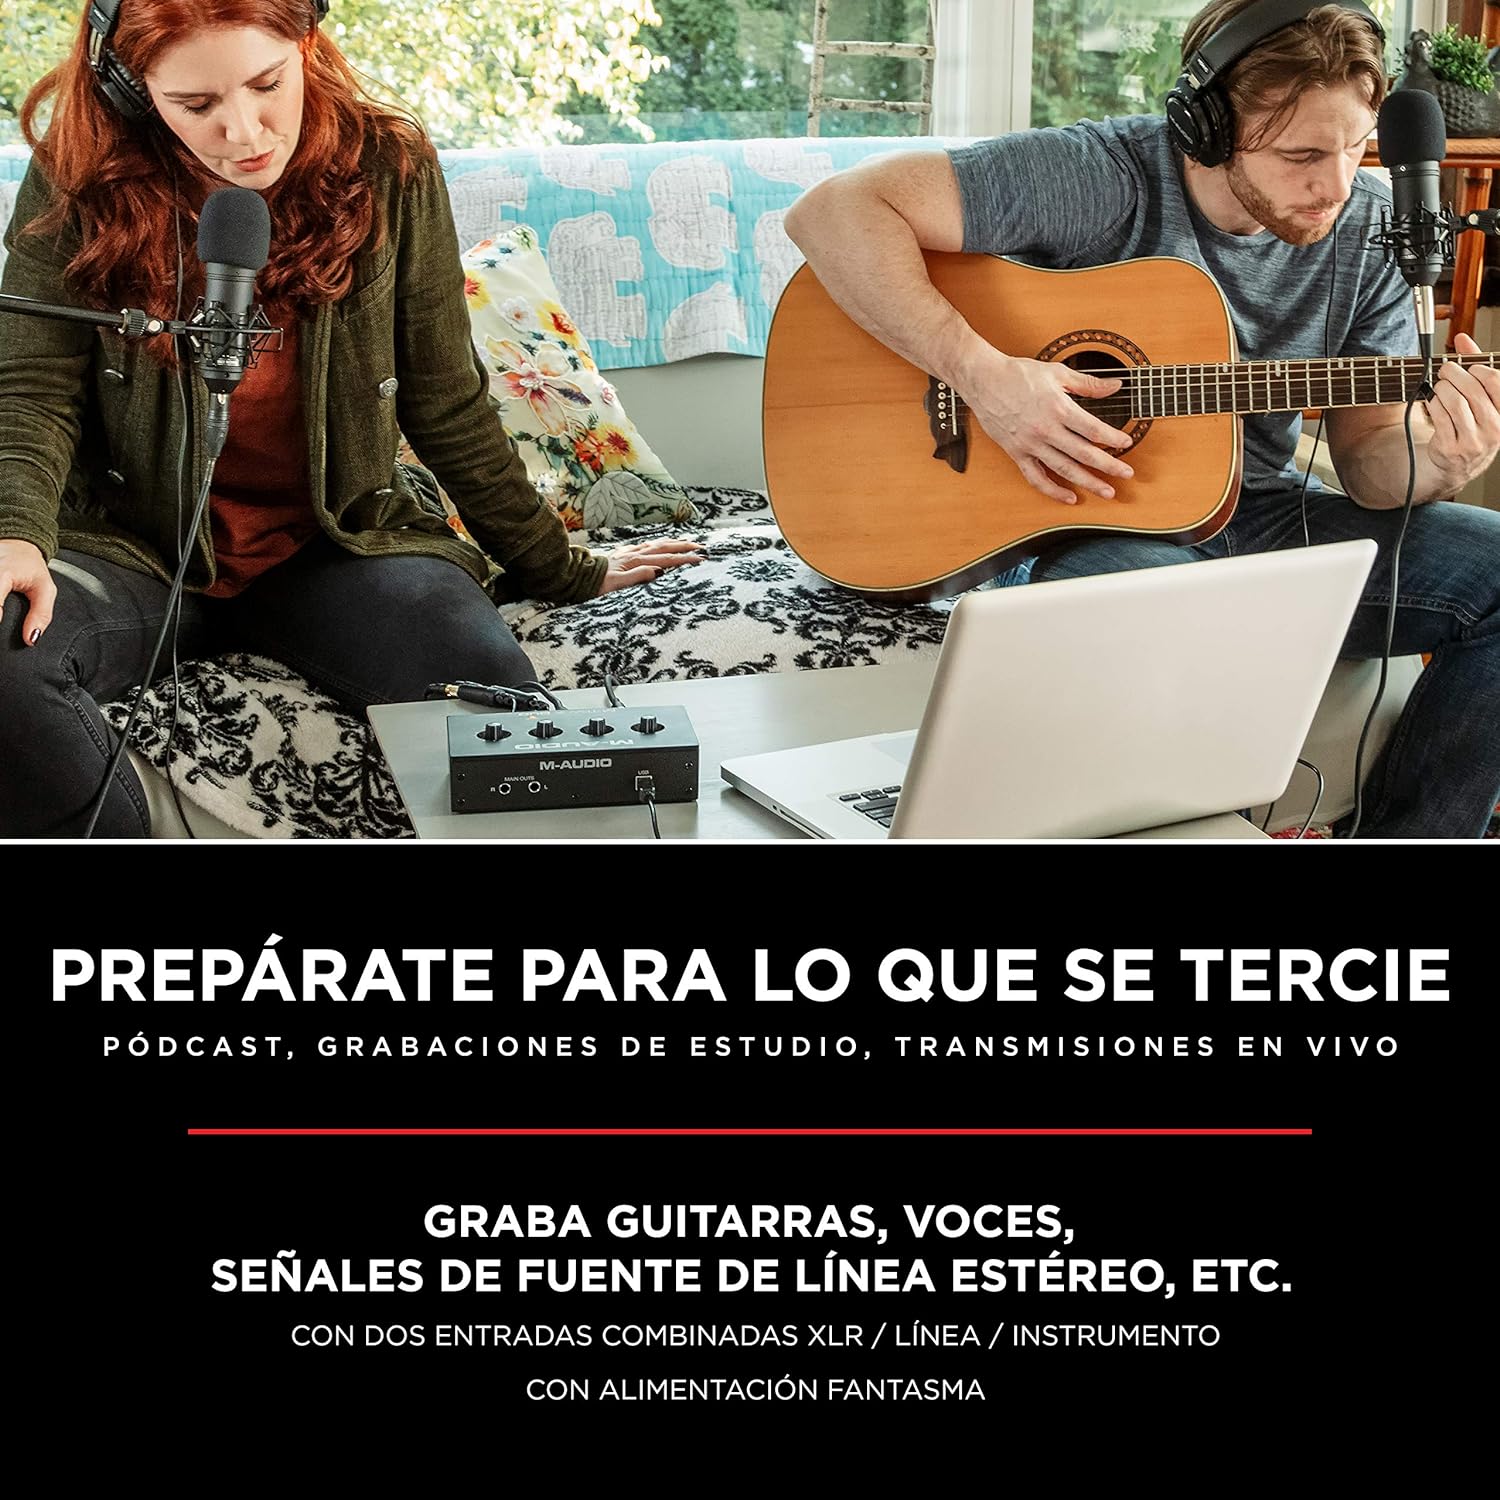 M-AUDIO
M-AUDIO
MAIN OUTS
USB
R
L
PREPÁRATE PARA LO QUE SE TERCIE
PÓDCAST, GRABACIONES DE ESTUDIO, TRANSMISIONES EN VIVO
GRABA GUITARRAS, VOCES,
SEÑALES DE FUENTE DE LÍNEA ESTÉREO, ETC.
CON DOS ENTRADAS COMBINADAS XLR / LÍNEA / INSTRUMENTO
CON ALIMENTACIÓN FANTASMA